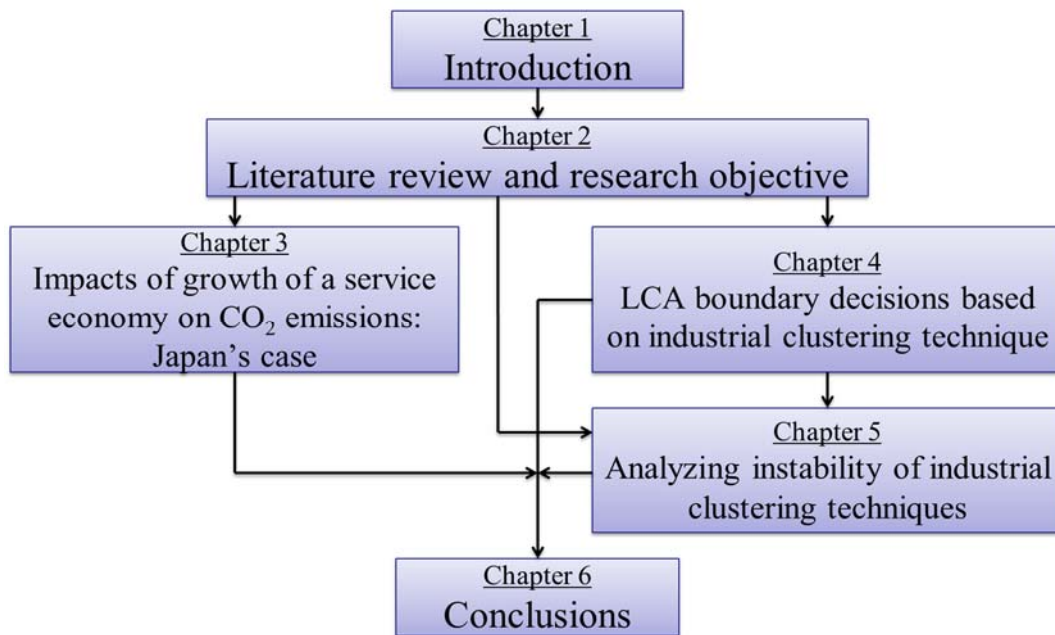 Chapter 1
Introduction
Chapter 2
Literature review and research objective
Chapter 3
Impacts of growth of a service
economy on CO₂ emissions:
Japan's case
Chapter 4
LCA boundary decisions based
on industrial clustering technique
Chapter 5
Analyzing instability of industrial
clustering techniques
Chapter 6
Conclusions